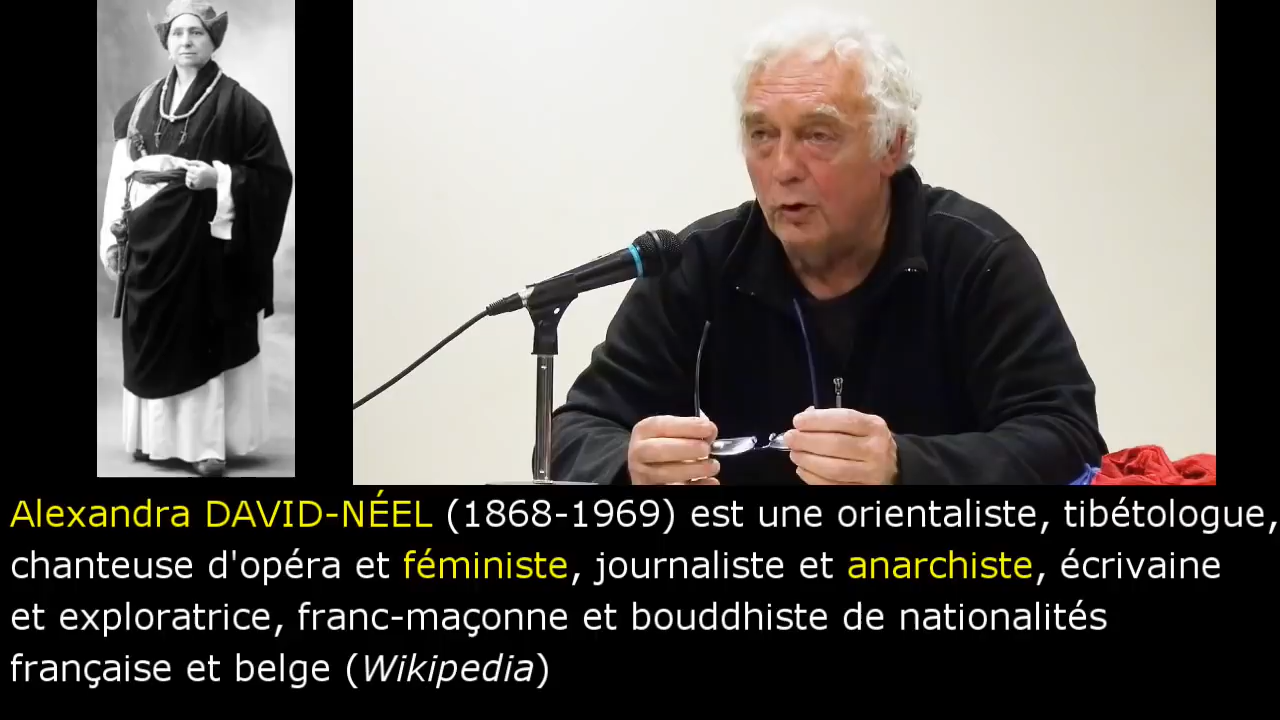 Alexandra DAVID-NÉEL (1868-1969) est une orientaliste, tibétologue,
chanteuse d'opéra et féministe, journaliste et anarchiste, écrivaine
et exploratrice, franc-maçonne et bouddhiste de nationalités
française et belge (Wikipedia)